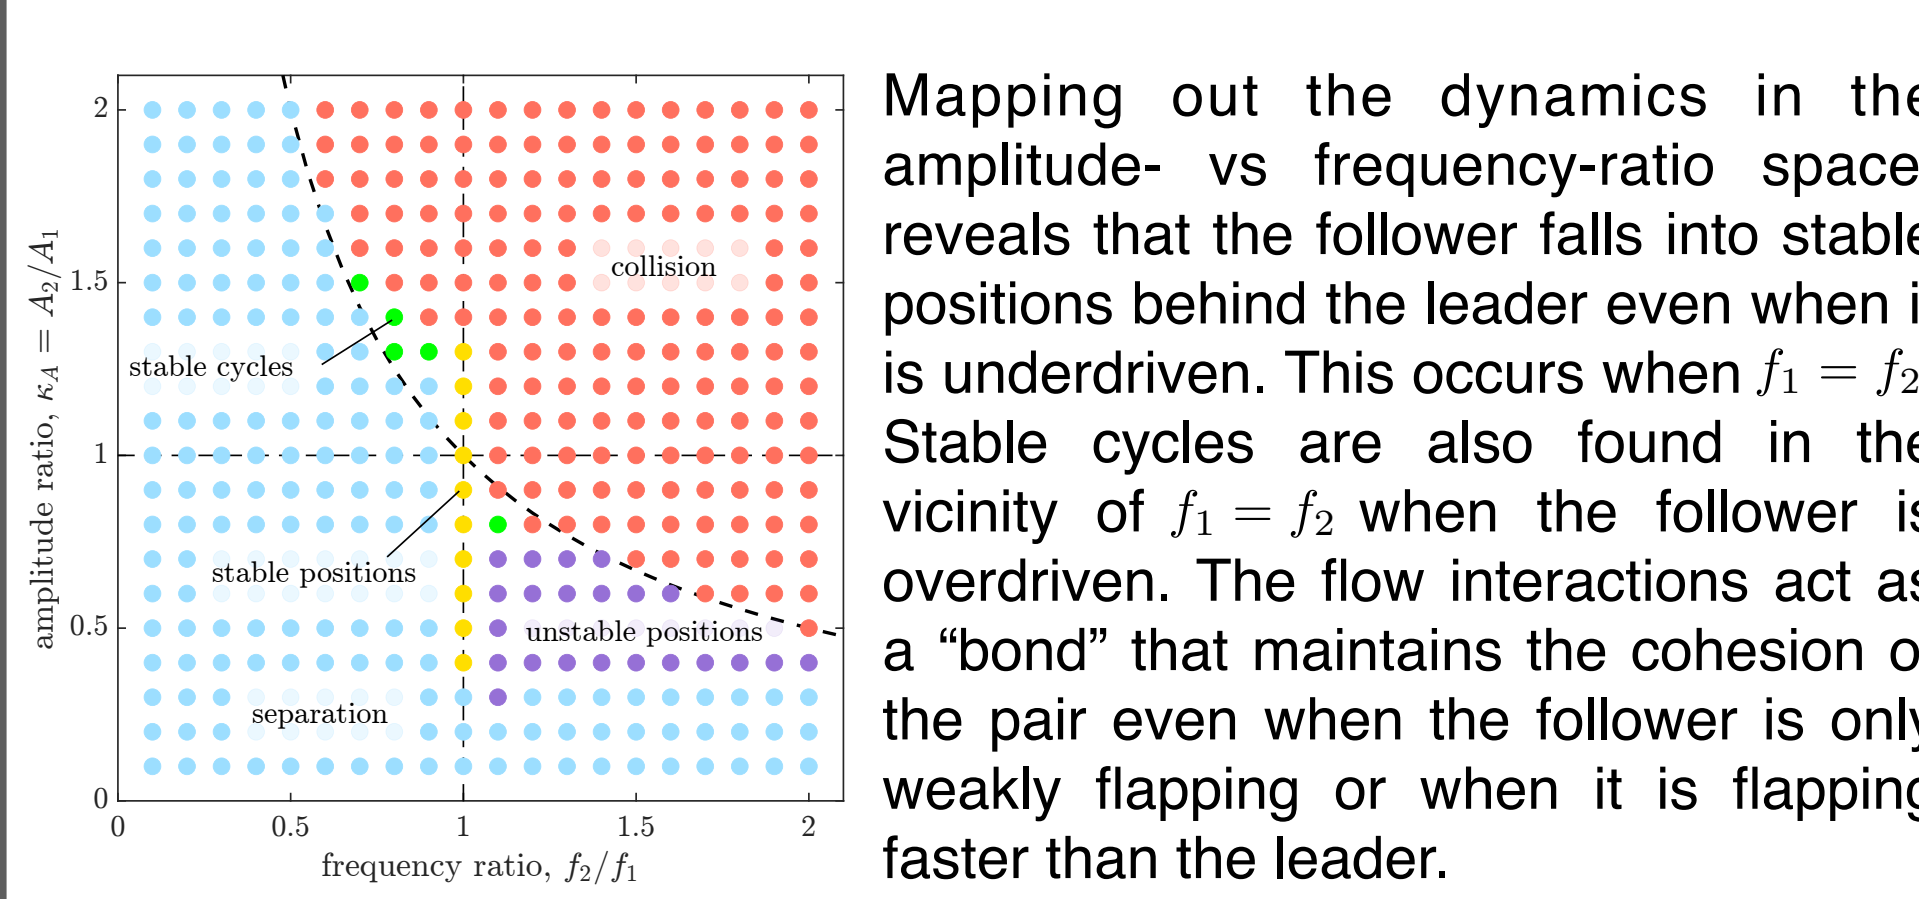 2
1.5
1
0.5
0
0
0.5
1
1.5
2
amplitude ratio, κ_A = A_2/A_1
frequency ratio, f_2/f_1
collision
stable cycles
stable positions
unstable positions
separation
Mapping out the dynamics in the
amplitude- vs frequency-ratio space
reveals that the follower falls into stable
positions behind the leader even when i
is underdriven. This occurs when f_1 = f_2
Stable cycles are also found in the
vicinity of f_1 = f_2 when the follower is
overdriven. The flow interactions act as
a “bond” that maintains the cohesion o
the pair even when the follower is only
weakly flapping or when it is flapping
faster than the leader.